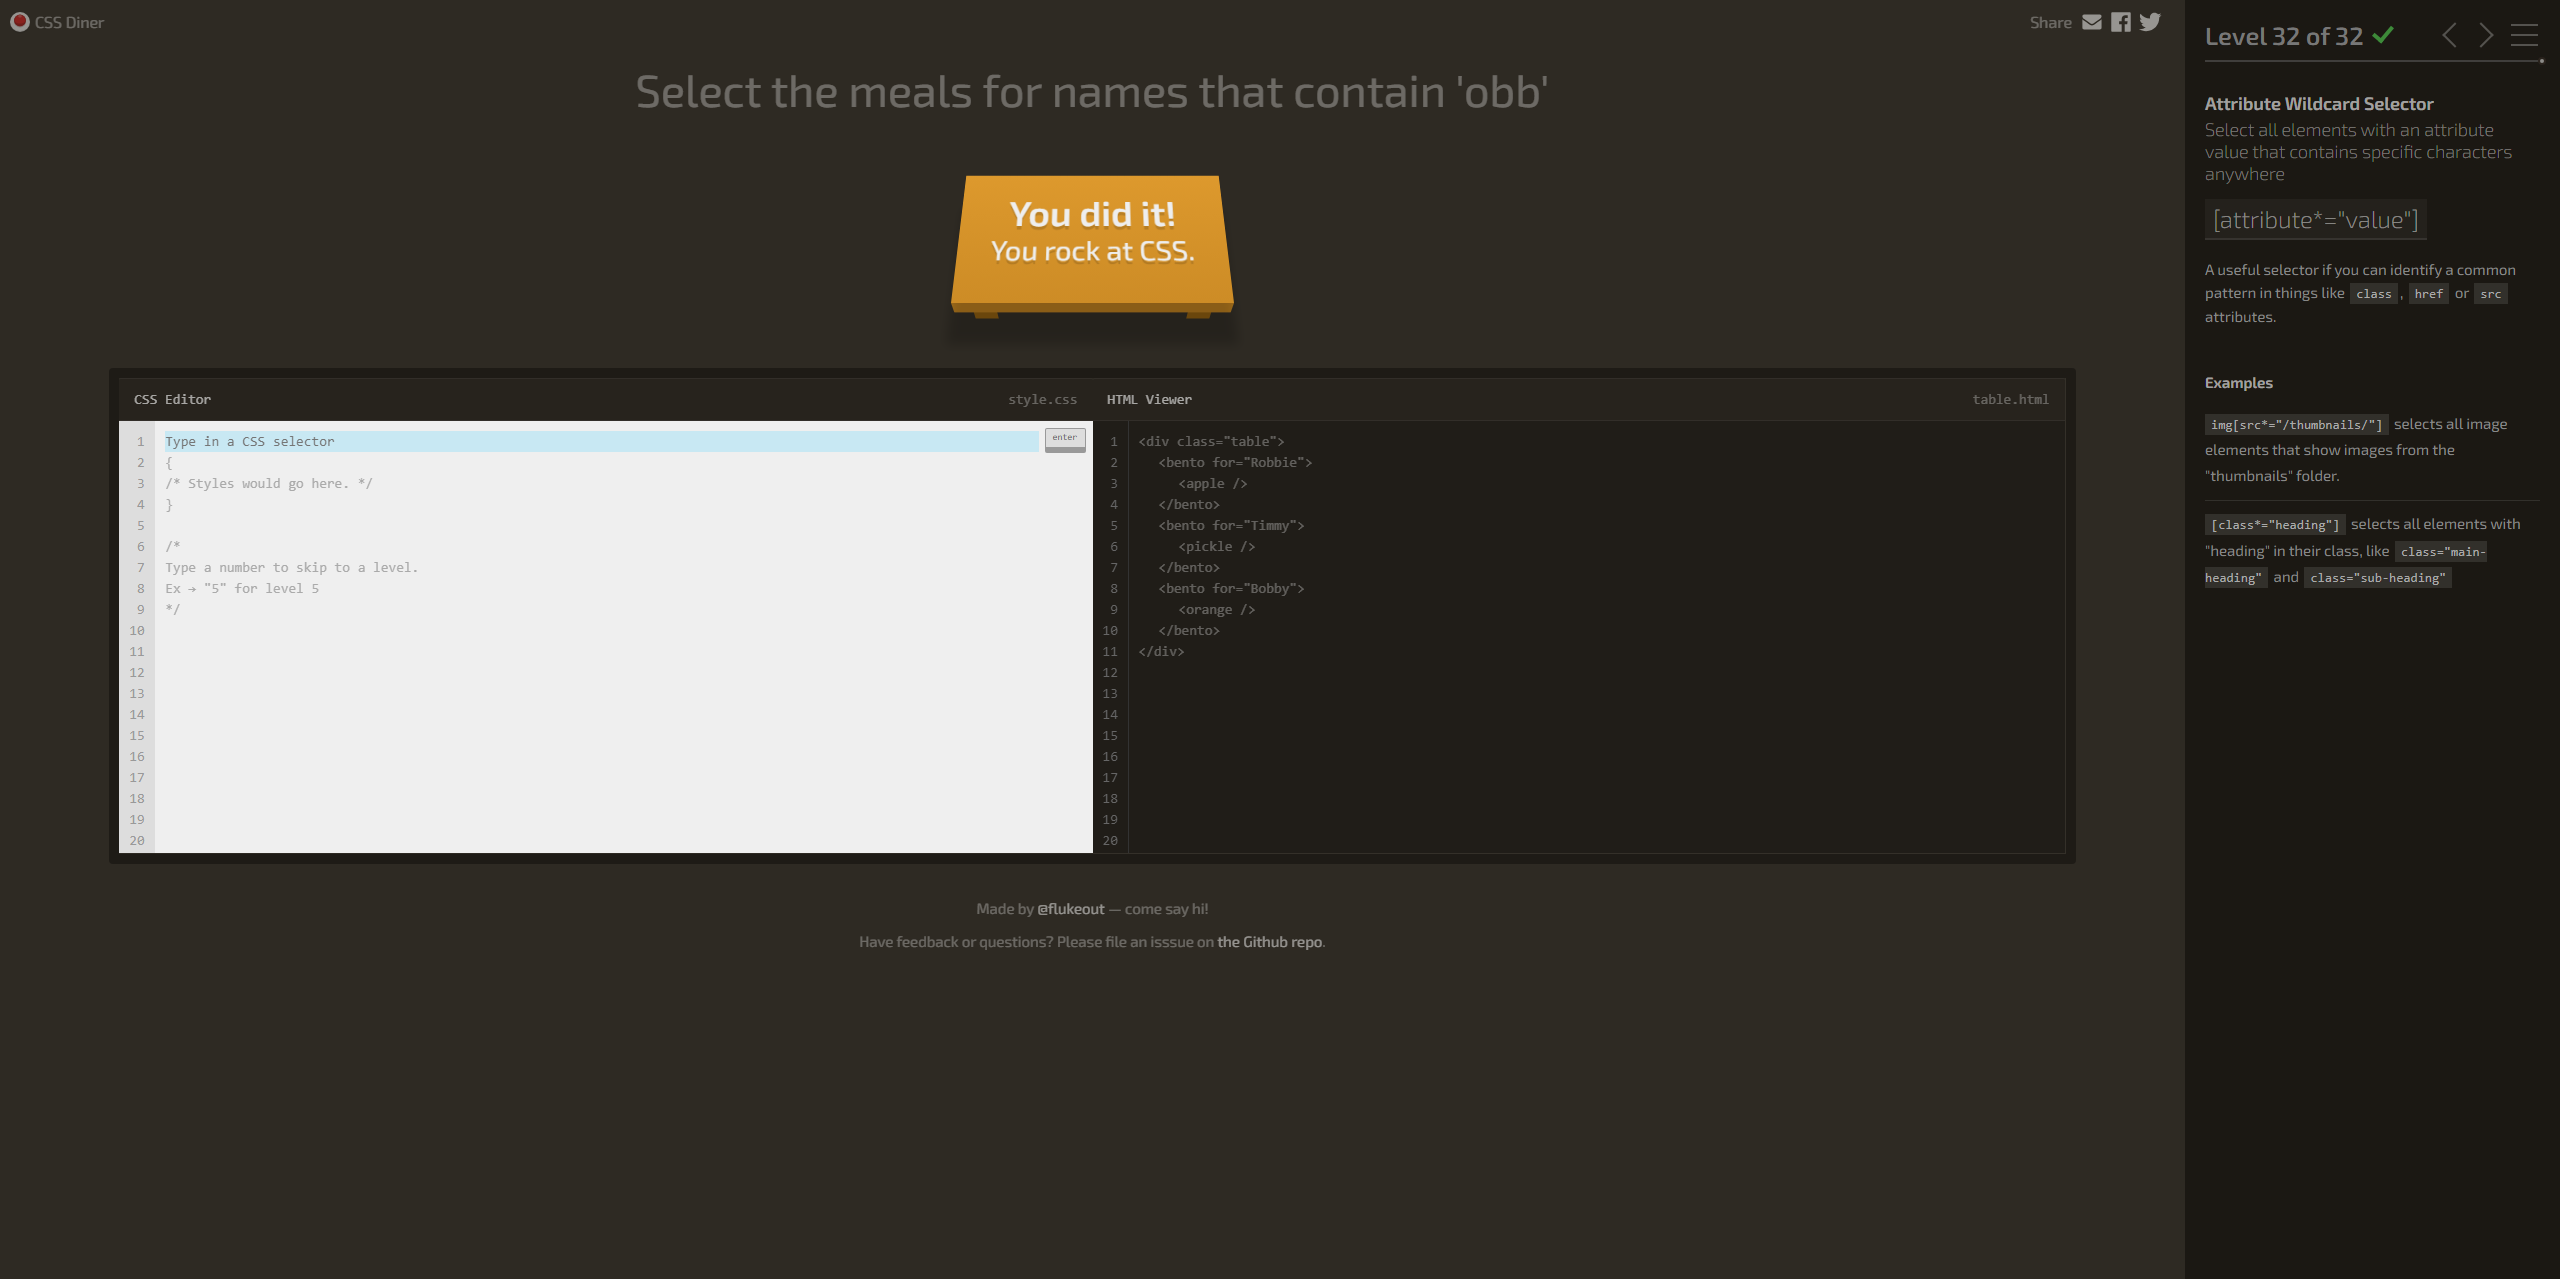 CSS Diner
Share
Select the meals for names that contain 'obb'
You did it!
You rock at CSS.
CSS Editor
style.css
1 Type in a CSS selector
enter
2 {
3 /* Styles would go here. */
4 }
5
6 /*
7 Type a number to skip to a level.
8 Ex → "5" for level 5
9 */
10
11
12
13
14
15
16
17
18
19
20
HTML Viewer
table.html
1 <div class="table">
2 <bento for="Robbie">
3 <apple />
4 </bento>
5 <bento for="Timmy">
6 <pickle />
7 </bento>
8 <bento for="Bobby">
9 <orange />
10 </bento>
11 </div>
12
13
14
15
16
17
18
19
20
Made by @flukeout — come say hi!
Have feedback or questions? Please file an isssue on the Github repo.
Level 32 of 32
Attribute Wildcard Selector
Select all elements with an attribute
value that contains specific characters
anywhere
[attribute*="value"]
A useful selector if you can identify a common
pattern in things like class, href or src
attributes.
Examples
img[src*="/thumbnails/"] selects all image
elements that show images from the
"thumbnails" folder.
[class*="heading"] selects all elements with
"heading" in their class, like class="main-
heading" and class="sub-heading"